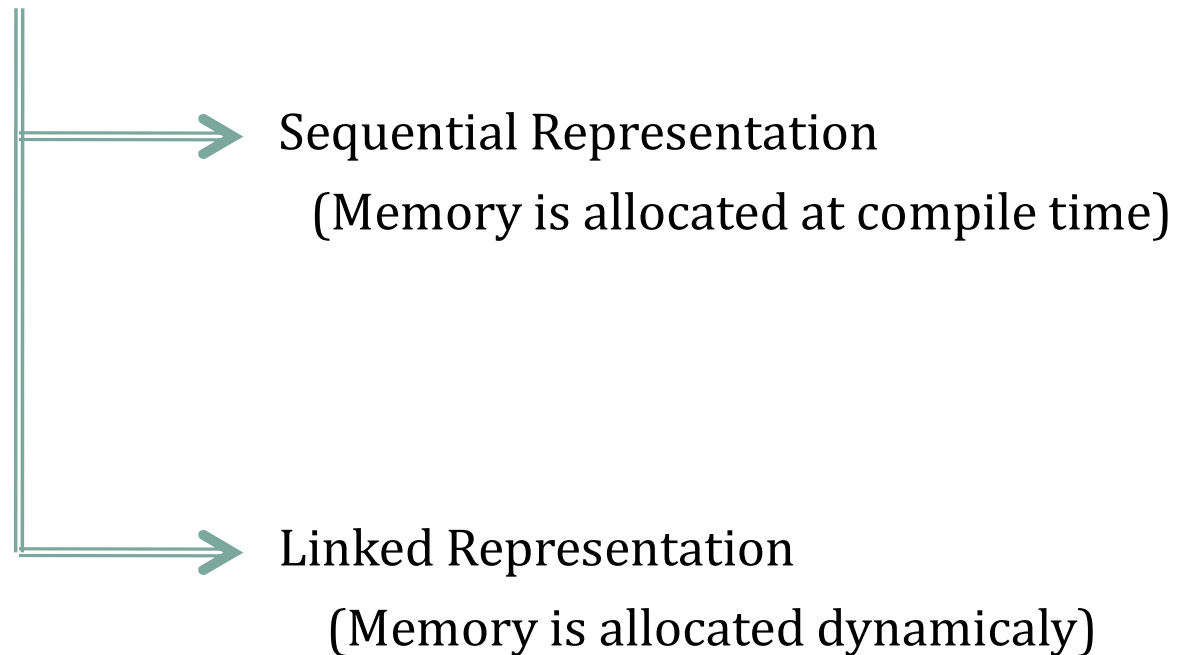 Sequential Representation
(Memory is allocated at compile time)
Linked Representation
(Memory is allocated dynamicaly)